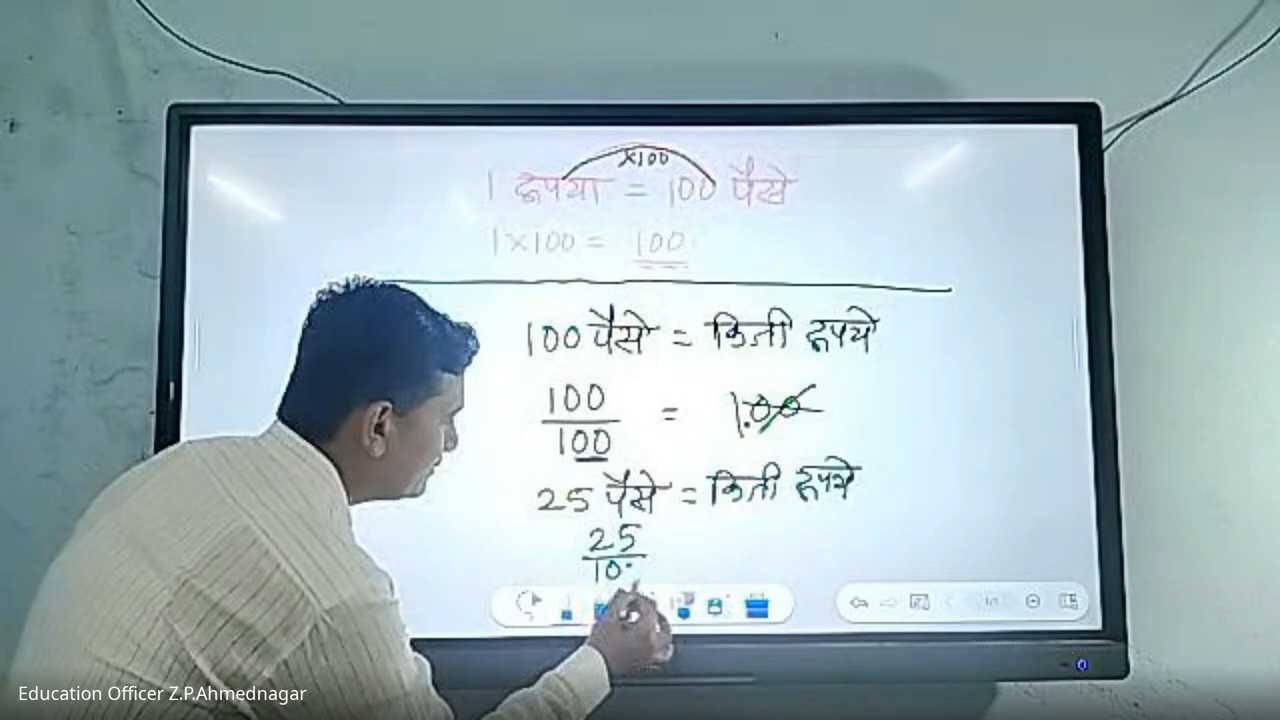 ×100
1 रूपया = 100 पैसे
1×100 = 100
100 पैसे = किती रूपये
100
100
= 1.00
25 पैसे = किती रूपये
25
10
Education Officer Z.P.Ahmednagar